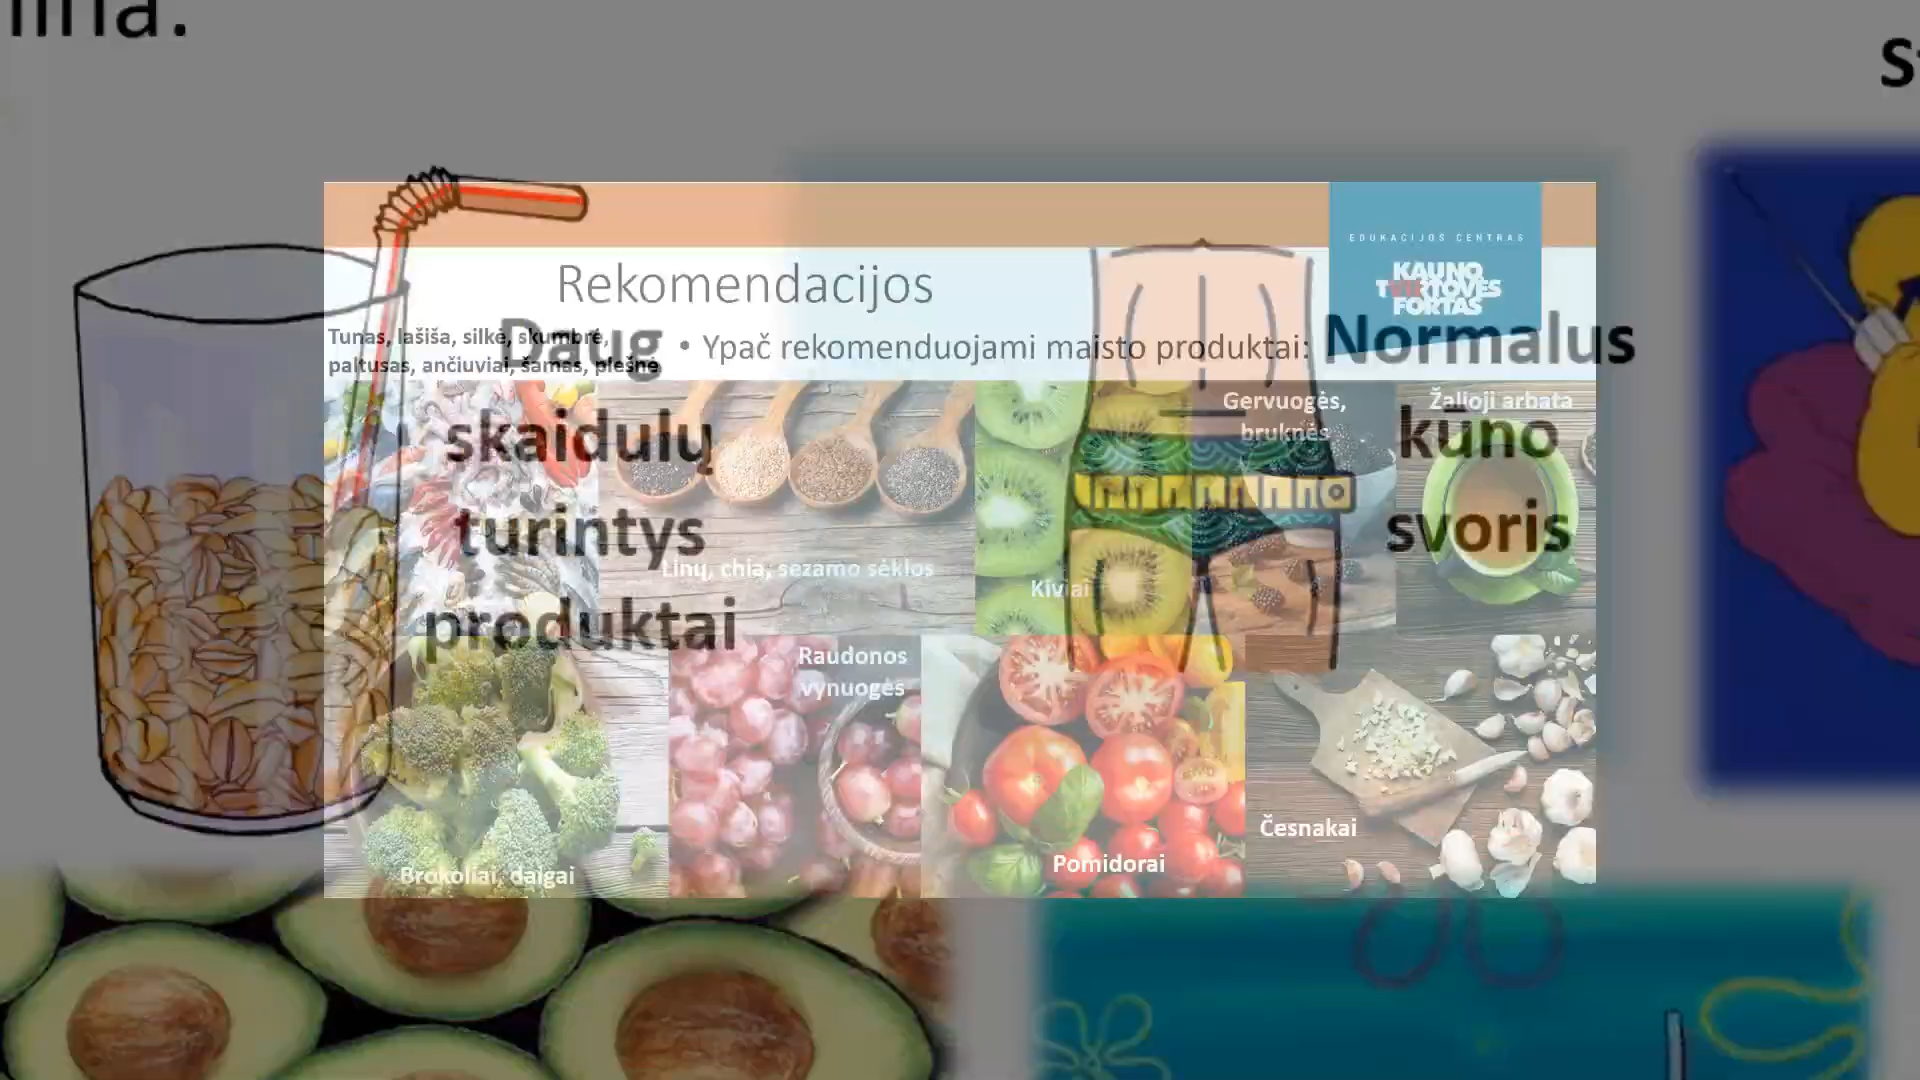 Rekomendacijos
EDUKACIJOS CENTRAS
KAUNO
TVIRTOVĖS
FORTAS
Tunas, lašiša, silkė, skumbrė,
paltusas, ančiuviai, šamas, plešne
• Ypač rekomenduojami maisto produktai:
Daug
skaidulų
turintys
produktai
Normalus
kūno
svoris
Gervuogės,
bruknės
Žalioji arbata
Linų, chia, sezamo sėklos
Kiviai
Raudonos
vynuogės
Česnakai
Pomidorai
Brokoliai, daigai